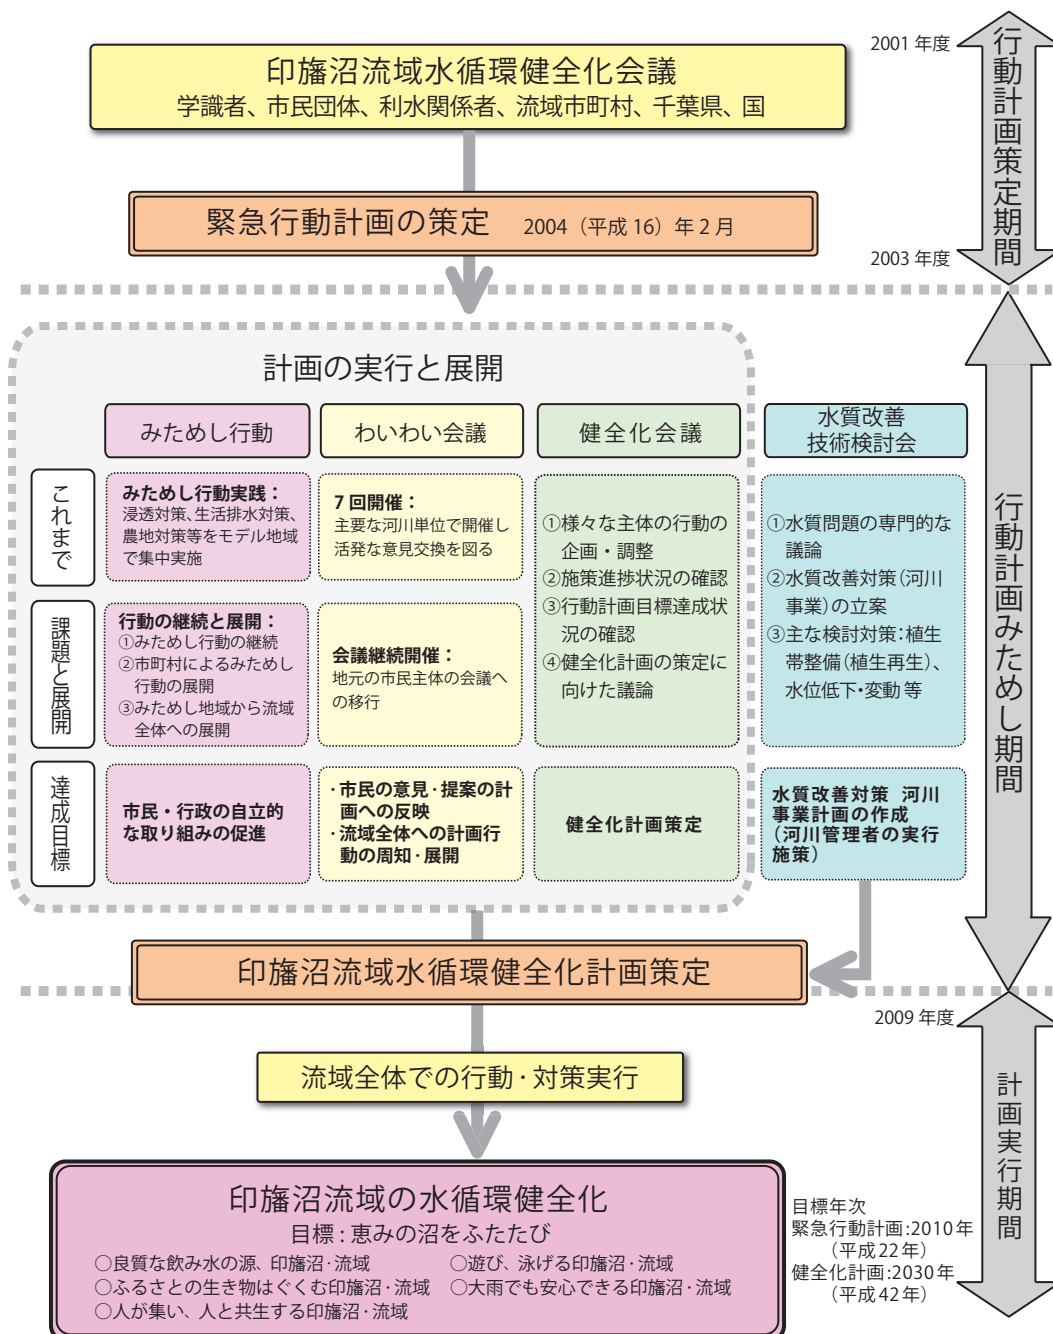 印旛沼流域水循環健全化会議
学識者、市民団体、利水関係者、流域市町村、千葉県、国
緊急行動計画の策定 2004（平成 16）年 2 月
2001 年度
行動計画策定期間
2003 年度
計画の実行と展開
みためし行動
わいわい会議
健全化会議
水質改善
技術検討会
これまで
みためし行動実践：
浸透対策、生活排水対策、
農地対策等をモデル地域
で集中実施
7 回開催：
主要な河川単位で開催し
活発な意見交換を図る
①様々な主体の行動の
企画・調整
②施策進捗状況の確認
③行動計画目標達成状
況の確認
④健全化計画の策定に
向けた議論
①水質問題の専門的な
議論
②水質改善対策（河川
事業）の立案
③主な検討対策：植生
帯整備（植生再生）、
水位低下・変動 等
課題と展開
行動の継続と展開：
①みためし行動の継続
②市町村によるみためし
行動の展開
③みためし地域から流域
全体への展開
会議継続開催：
地元の市民主体の会議へ
の移行
達成目標
市民・行政の自立的
な取り組みの促進
・市民の意見・提案の計
画への反映
・流域全体への計画行
動の周知・展開
健全化計画策定
水質改善対策 河川
事業計画の作成
（河川管理者の実行
施策）
行動計画みためし期間
印旛沼流域水循環健全化計画策定
2009 年度
流域全体での行動・対策実行
計画実行期間
印旛沼流域の水循環健全化
目標：恵みの沼をふたたび
○良質な飲み水の源、印旛沼・流域 ○遊び、泳げる印旛沼・流域
○ふるさとの生き物はぐくむ印旛沼・流域 ○大雨でも安心できる印旛沼・流域
○人が集い、人と共生する印旛沼・流域
目標年次
緊急行動計画：2010 年
（平成 22 年）
健全化計画：2030 年
（平成 42 年）